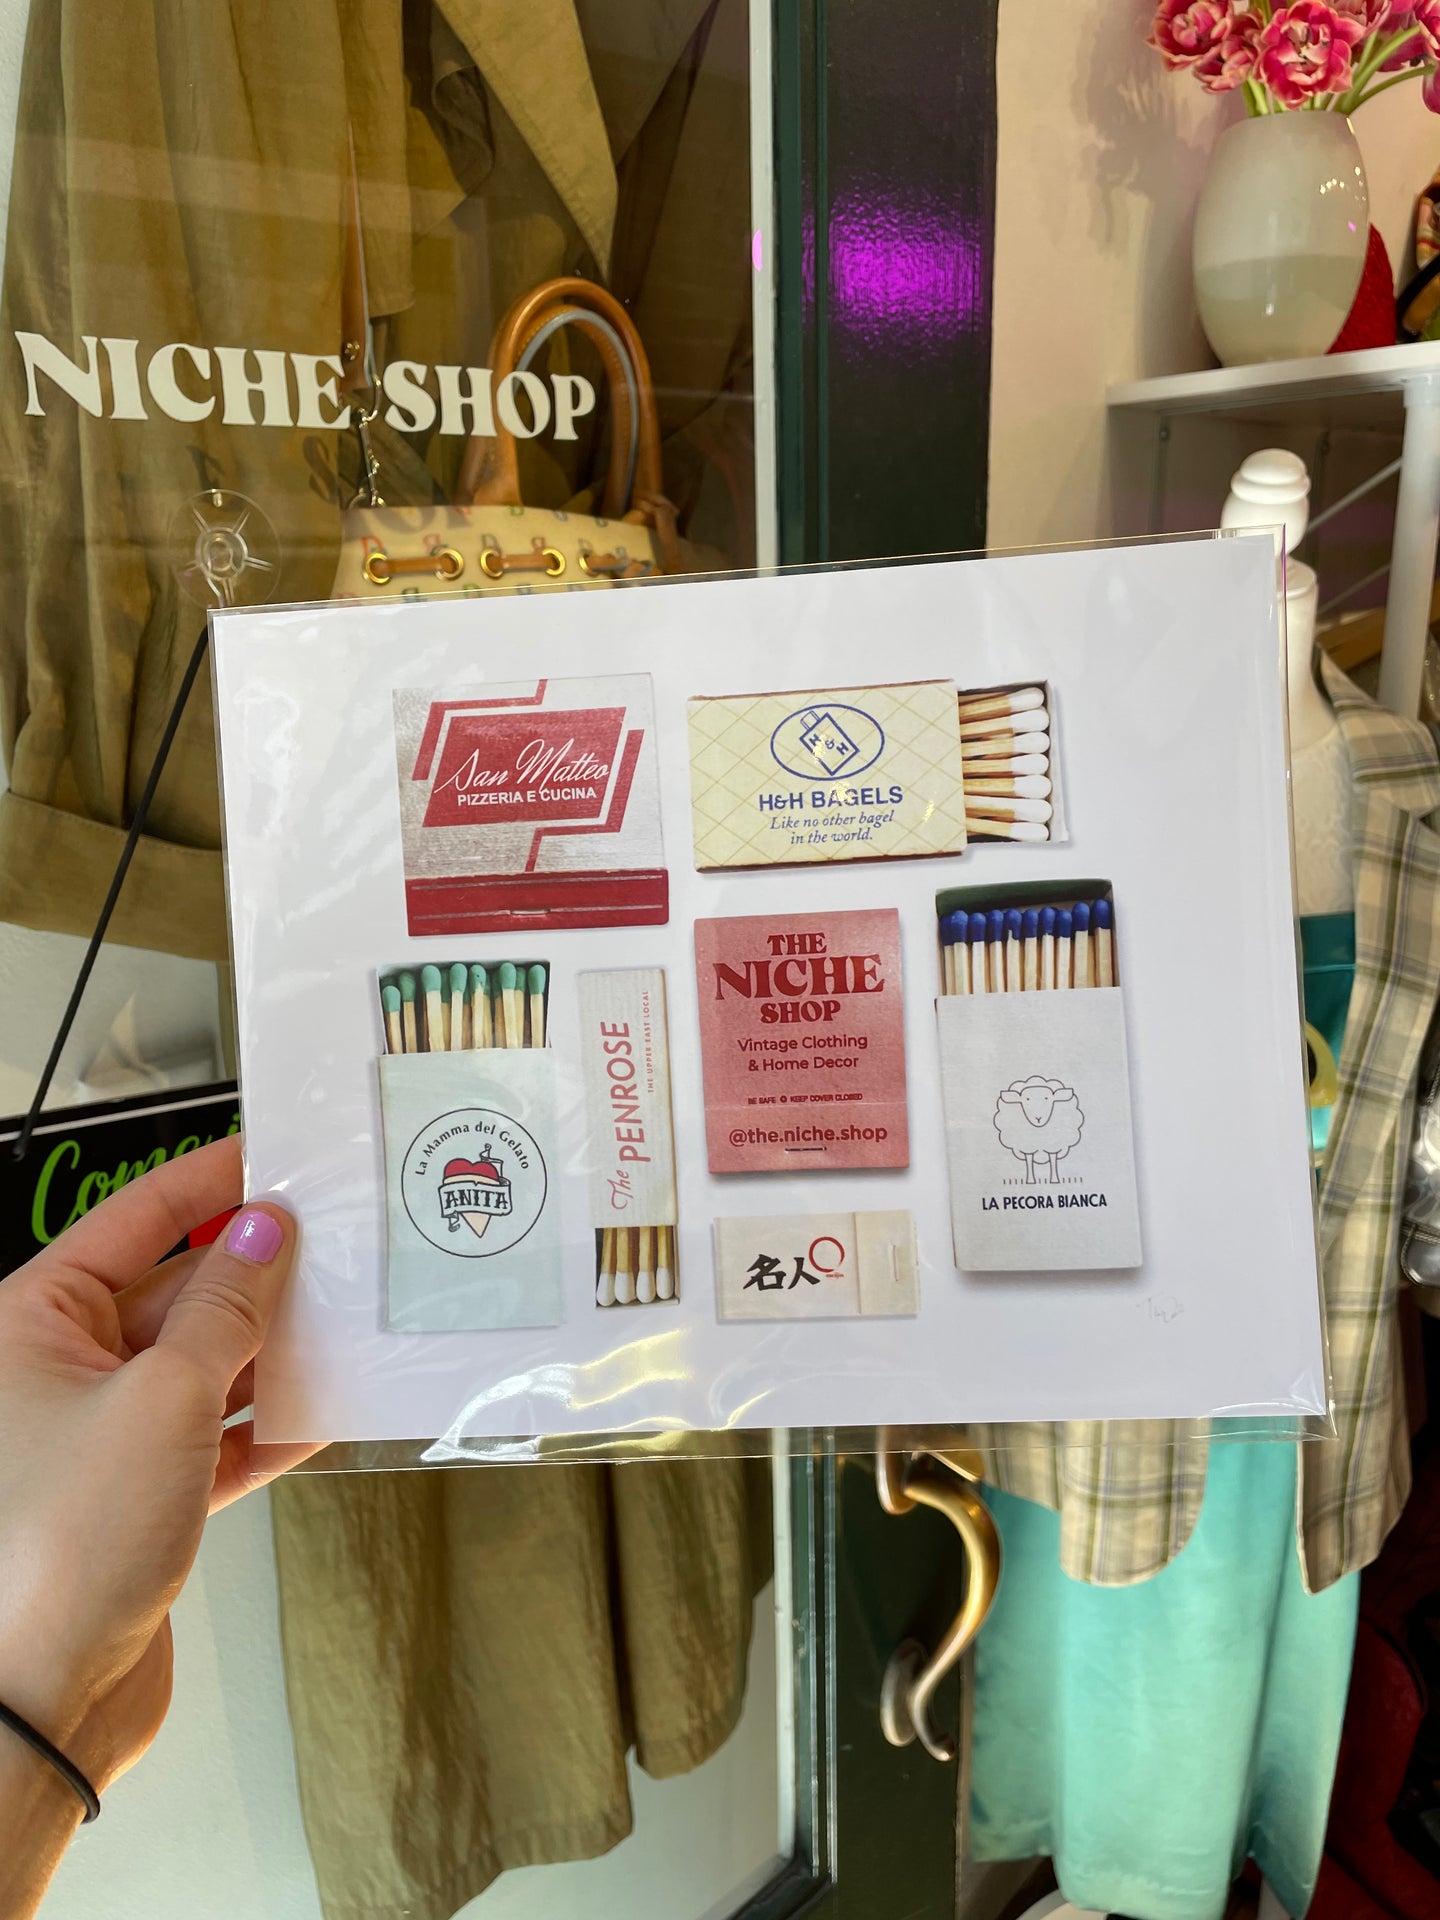 NICHE SHOP
Come
San Matteo
PIZZERIA E CUCINA
H&H
H&H BAGELS
Like no other bagel
in the world.
THE
NICHE
SHOP
Vintage Clothing
& Home Decor
BE SAFE KEEP COVER CLOSED
@the.niche.shop
La Mamma del Gelato
ANITA
The PENROSE
THE UPPER EAST LOCAL
名人
LA PECORA BIANCA